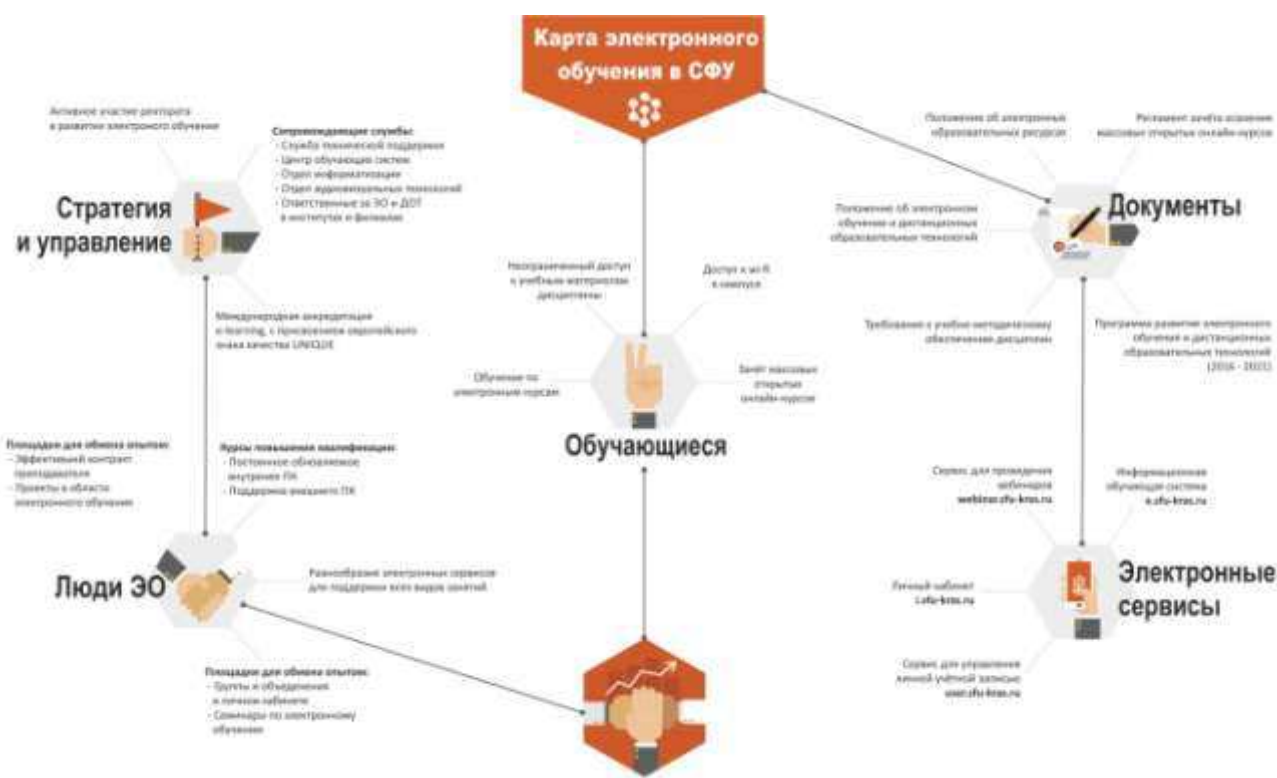 Карта электронного
обучения в СФУ
Активное участие ректората
в развитии электроного обучения
Сопровождающие службы:
- Служба технической поддержки
- Центр обучающих систем
- Отдел информатизации
- Отдел аудиовизуальных технологий
- Ответственные за ЭО и ДОТ
в институтах и филиалах
Стратегия
и управление
Международная аккредитация
e-learning, с присвоением европейского
знака качества UNIQUE
Площадки для обмена опытом:
- Эффективный контракт
преподавателя
- Проекты в области
электронного обучения
Курсы повышения квалификации:
- Постоянное обновляемое
внутреннее ПК
- Поддержка внешнего ПК
Люди ЭО
Разнообразие электронных сервисов
для поддержки всех видов занятий
Площадки для обмена опытом:
- Группы и объединения
в личном кабинете
- Семинары по электронному
обучению
Неограниченный доступ
к учебным материалам
дисциплины
Доступ к wi-fi
в кампусе
Обучение по
электронным курсам
Зачёт массовых
открытых
онлайн-курсов
Обучающиеся
Положение об электронных
образовательных ресурсах
Регламент зачёта освоения
массовых открытых онлайн-курсов
Положение об электронном
обучении и дистанционных
образовательных технологий
Документы
Требования к учебно-методическому
обеспечению дисциплин
Программа развития электронного
обучения и дистанционных
образовательных технологий
(2016 - 2021)
Сервис для проведения
вебинаров
webinar.sfu-kras.ru
Информационная
обучающая система
e.sfu-kras.ru
Личный кабинет
i.sfu-kras.ru
Электронные
сервисы
Сервис для управления
личной учётной записью
user.sfu-kras.ru